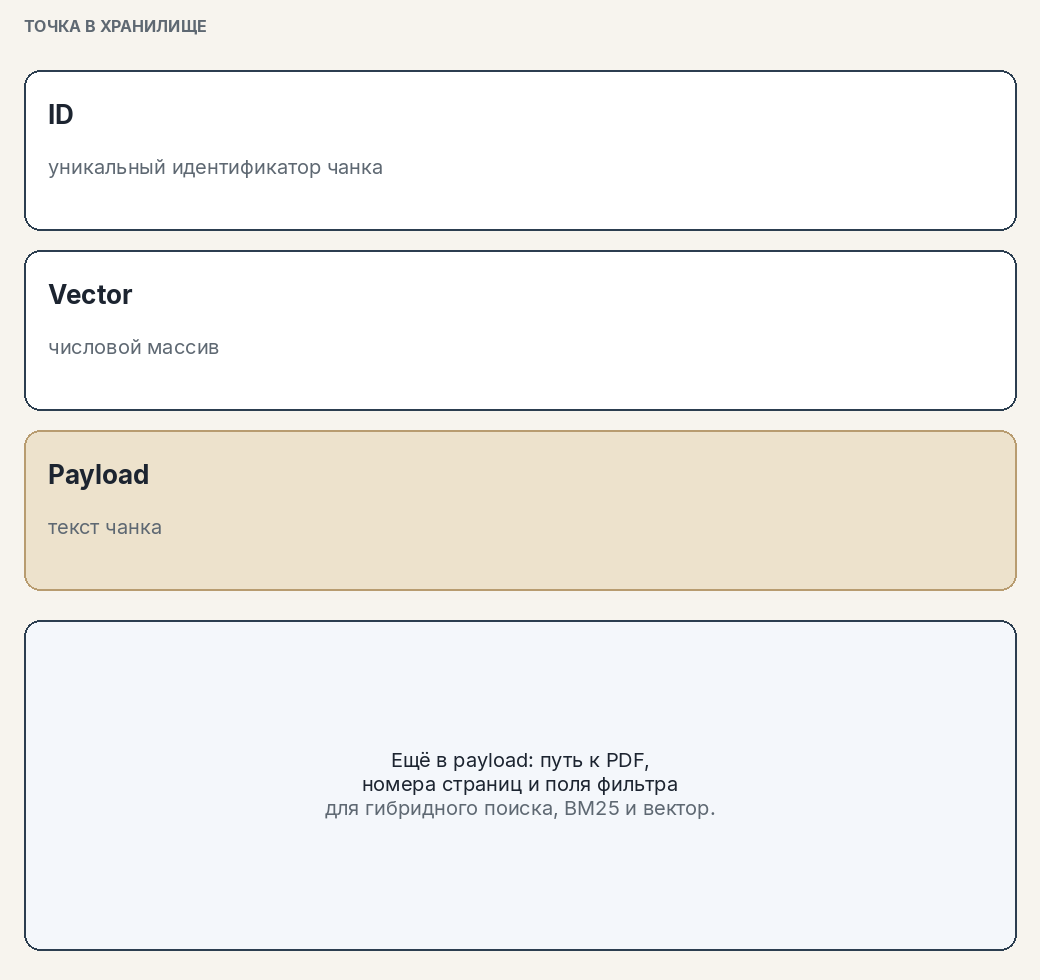 ТОЧКА В ХРАНИЛИЩЕ
ID
уникальный идентификатор чанка
Vector
числовой массив
Payload
текст чанка
Ещё в payload: путь к PDF,
номера страниц и поля фильтра
для гибридного поиска, BM25 и вектор.